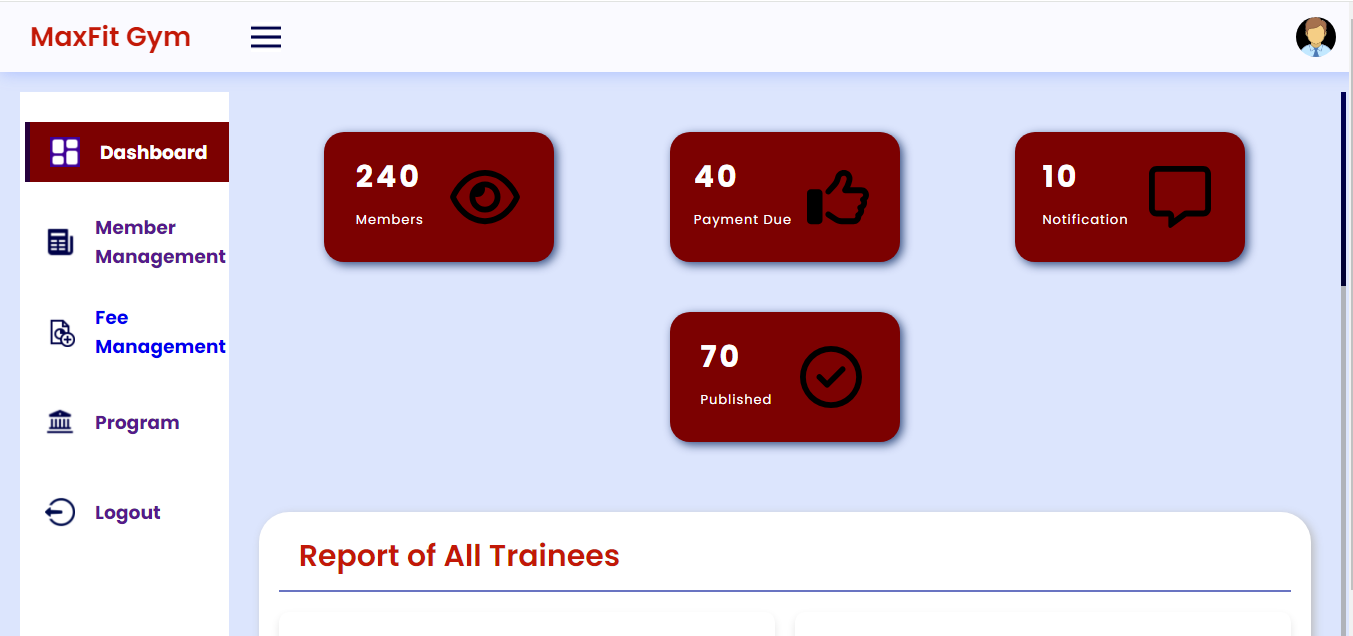 MaxFit Gym
Dashboard
Member
Management
Fee
Management
Program
Logout
240
Members
40
Payment Due
10
Notification
70
Published
Report of All Trainees